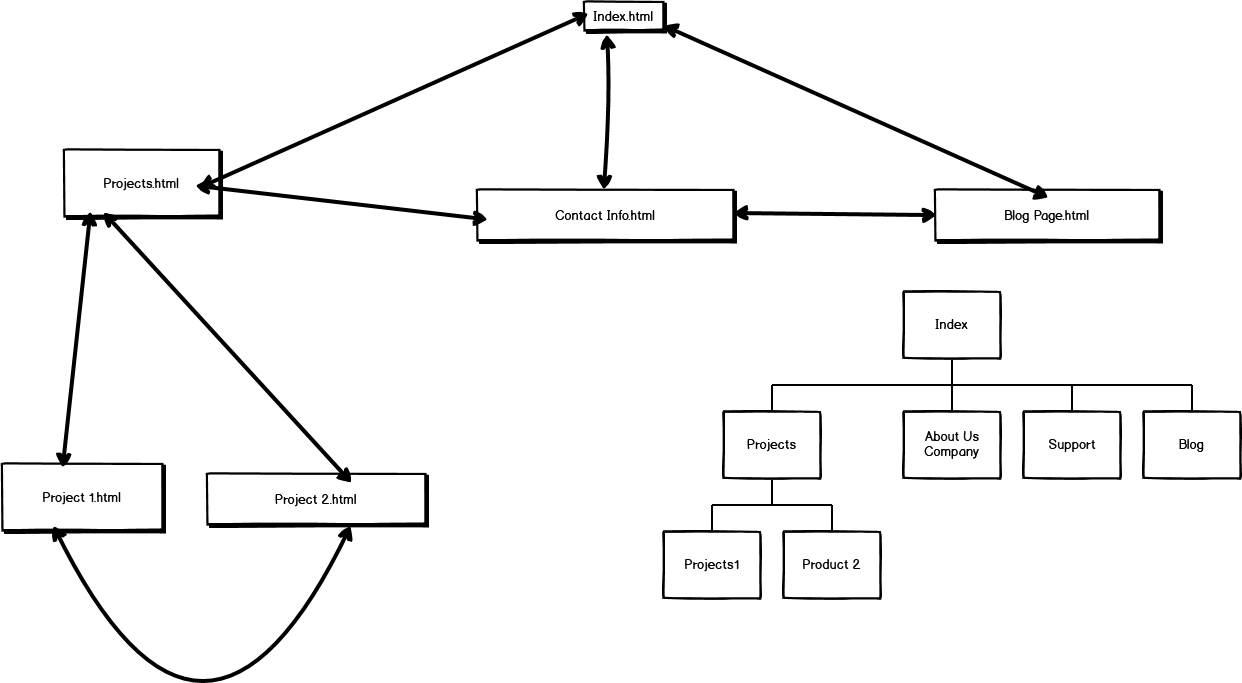 Index.html
Projects.html
Contact Info.html
Blog Page.html
Index
Projects
About Us
Company
Support
Blog
Project 1.html
Project 2.html
Projects1
Product 2